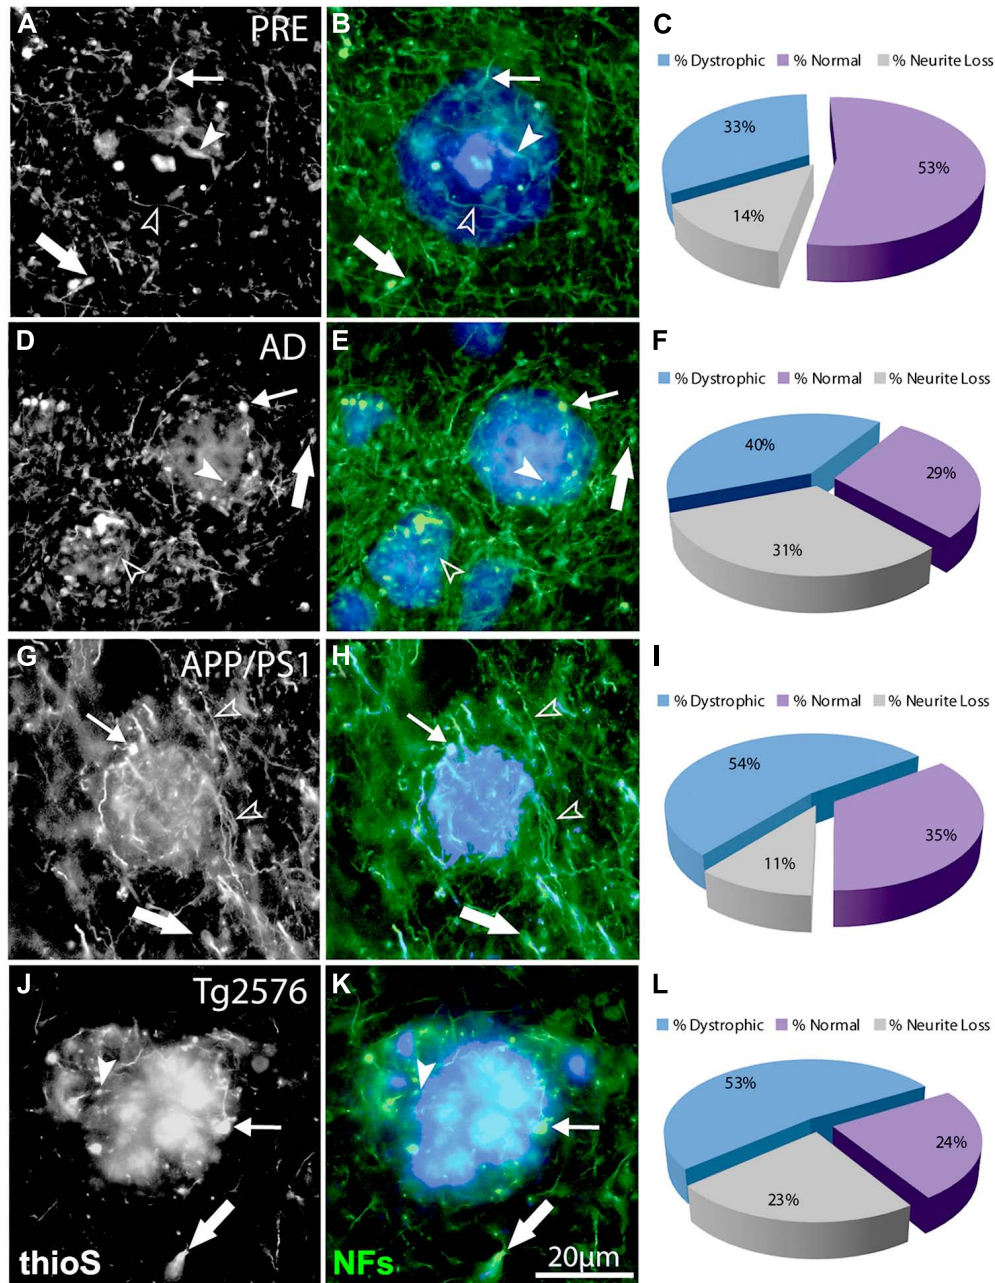 A PRE
B
C
% Dystrophic % Normal % Neurite Loss
33%
53%
14%
D AD
E
F
% Dystrophic % Normal % Neurite Loss
40%
29%
31%
G APP/PS1
H
I
% Dystrophic % Normal % Neurite Loss
54%
35%
11%
J Tg2576
K
L
% Dystrophic % Normal % Neurite Loss
53%
24%
23%
thioS
NFs 20µm